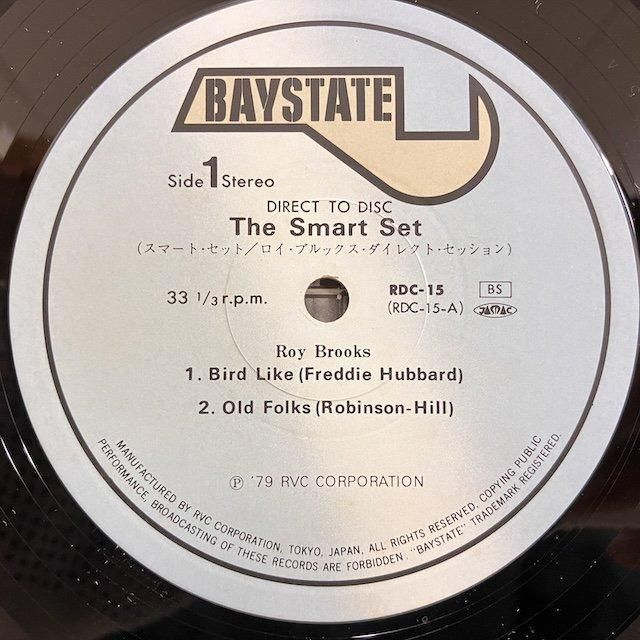 BAYSTATE
Side 1 Stereo
DIRECT TO DISC
The Smart Set
(スマート・セット／ロイ・ブルックス・ダイレクト・セッション)
33 1/3 r.p.m.
RDC-15
BS
(RDC-15-A)
JASRAC
Roy Brooks
1. Bird Like (Freddie Hubbard)
2. Old Folks (Robinson-Hill)
Ⓟ '79 RVC CORPORATION
MANUFACTURED BY RVC CORPORATION, TOKYO, JAPAN, ALL RIGHTS RESERVED, COPYING PUBLIC
PERFORMANCE, BROADCASTING OF THESE RECORDS ARE FORBIDDEN. "BAYSTATE" TRADEMARK REGISTERED.